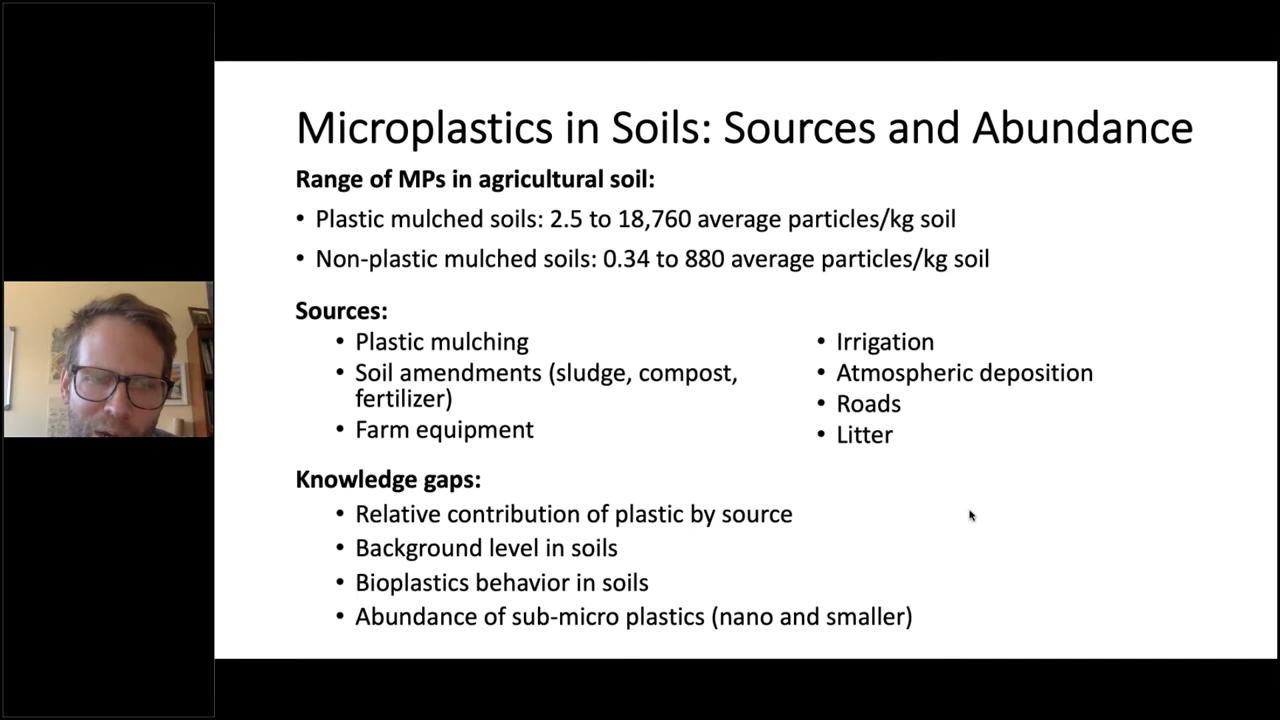 Microplastics in Soils: Sources and Abundance
Range of MPs in agricultural soil:
• Plastic mulched soils: 2.5 to 18,760 average particles/kg soil
• Non-plastic mulched soils: 0.34 to 880 average particles/kg soil
Sources:
• Plastic mulching
• Soil amendments (sludge, compost,
fertilizer)
• Farm equipment
• Irrigation
• Atmospheric deposition
• Roads
• Litter
Knowledge gaps:
• Relative contribution of plastic by source
• Background level in soils
• Bioplastics behavior in soils
• Abundance of sub-micro plastics (nano and smaller)